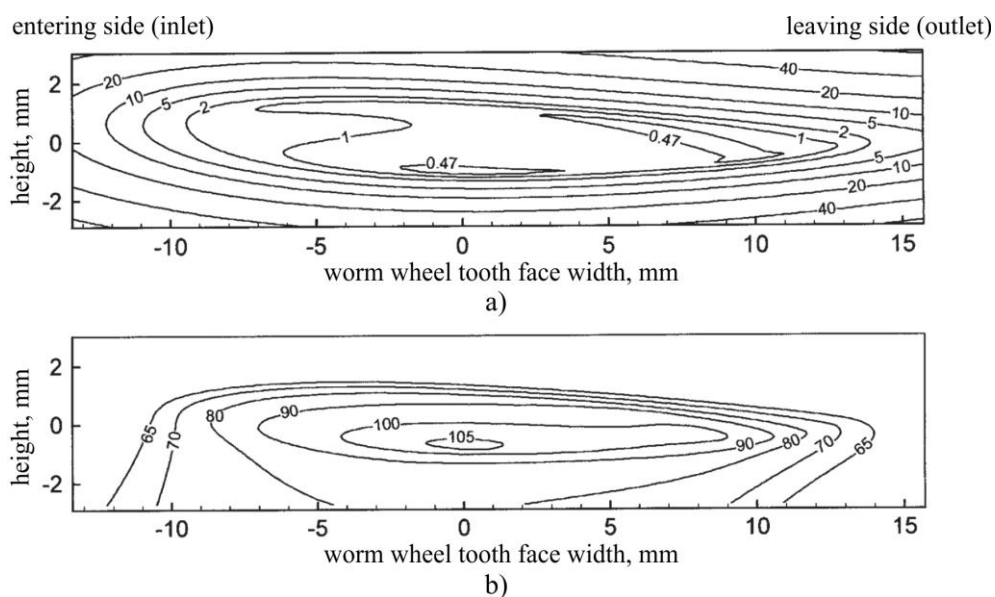 entering side (inlet) leaving side (outlet)
20 10 5 2 1 0.47 0.47 1 2 5 10 20 40
5 10 20 40
height, mm
2
0
-2
-10 -5 0 5 10 15
worm wheel tooth face width, mm
a)
65 70 80 90 100 105 90 80 70 65
height, mm
2
0
-2
-10 -5 0 5 10 15
worm wheel tooth face width, mm
b)